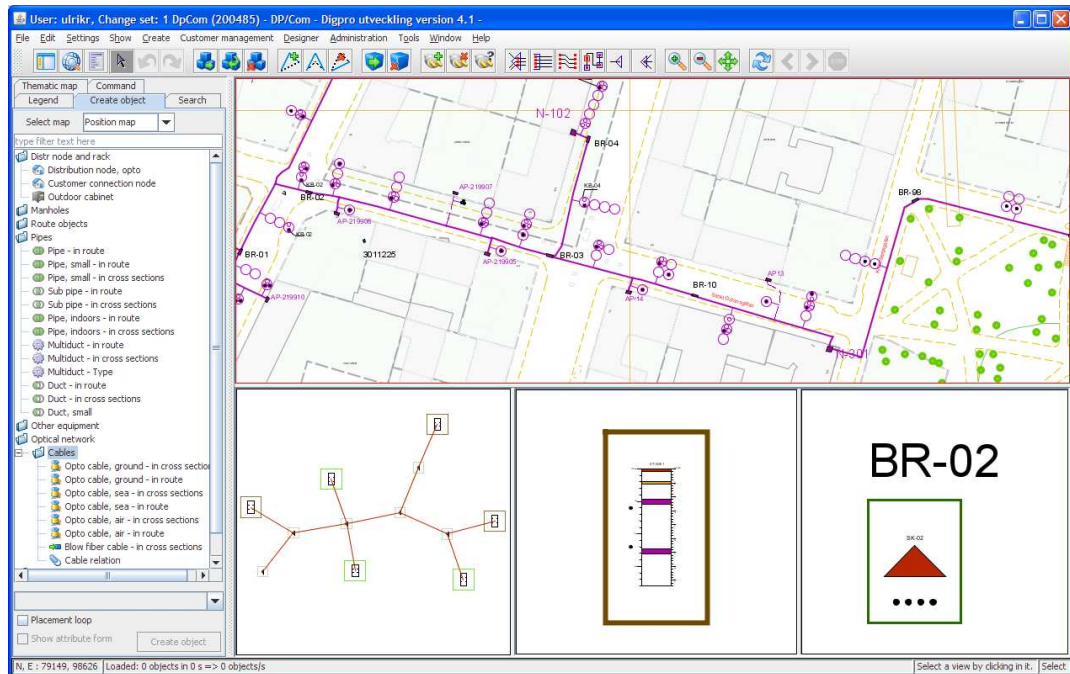 User: ulrikr, Change set: 1 DpCom (200485) - DP/Com - Digpro utveckling version 4.1 -
File Edit Settings Show Create Customer management Designer Administration Tools Window Help
Thematic map Command
Legend Create object Search
Select map Position map
type filter text here
Distr node and rack
Distribution node, opto
Customer connection node
Outdoor cabinet
Manholes
Route objects
Pipes
Pipe - in route
Pipe, small - in route
Pipe, small - in cross sections
Sub pipe - in route
Sub pipe - in cross sections
Pipe, indoors - in route
Pipe, indoors - in cross sections
Multiduct - in route
Multiduct - in cross sections
Multiduct - Type
Duct - in route
Duct - in cross sections
Duct, small
Other equipment
Optical network
Cables
Opto cable, ground - in cross section
Opto cable, ground - in route
Opto cable, sea - in cross sections
Opto cable, sea - in route
Opto cable, air - in cross sections
Opto cable, air - in route
Blow fiber cable - in cross sections
Cable relation
Placement loop
Show attribute form Create object
N-102
BR-04
KB-02
BR-02
AP-219907
KB-04
BR-98
AP-219906
KB-02
BR-01
3011225
AP-219905
BR-03
AP13
AP-219910
AP-14
BR-10
N-301
BR-02
SK-02
N, E : 79149, 98626 Loaded: 0 objects in 0 s => 0 objects/s Select a view by clicking in it. Select